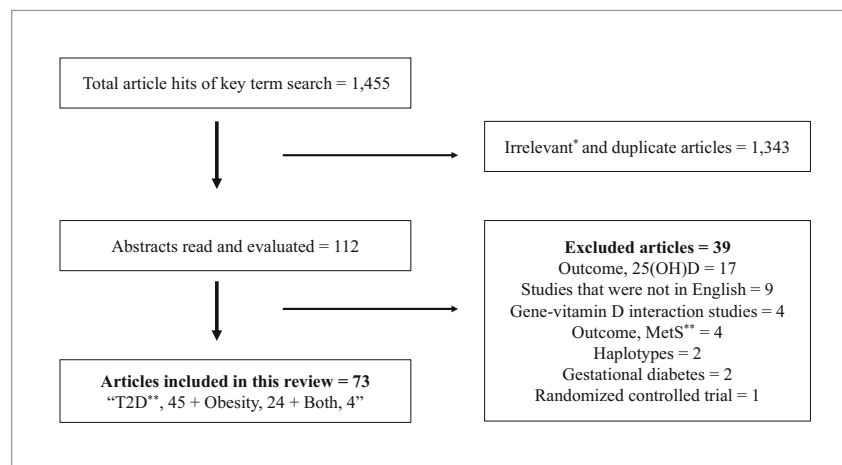 Total article hits of key term search = 1,455
Irrelevant* and duplicate articles = 1,343
Abstracts read and evaluated = 112
Excluded articles = 39
Outcome, 25(OH)D = 17
Studies that were not in English = 9
Gene-vitamin D interaction studies = 4
Outcome, MetS** = 4
Haplotypes = 2
Gestational diabetes = 2
Randomized controlled trial = 1
Articles included in this review = 73
“T2D**, 45 + Obesity, 24 + Both, 4”